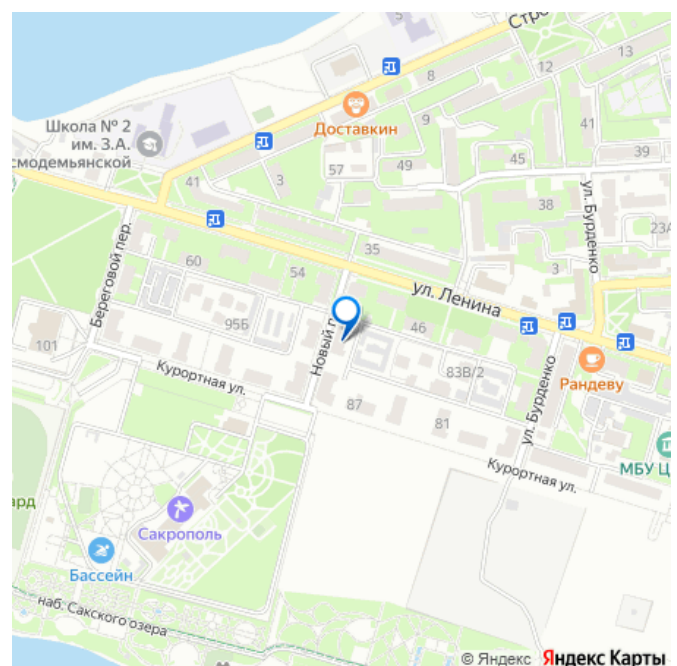 5
Стро
8
12
13
Доставкин
9
41
Школа № 2
им. З.А.
смодемьянской
57
49
45
39
41
3
38
ул. Бурденко
23А
Береговой пер.
35
60
54
3
ул. Ленина
95Б
46
Новый п
101
Рандеву
83В/2
Курортная ул.
87
81
ул. Бурденко
МБУ Ц
Курортная ул.
ард
Сакрополь
Бассейн
наб. Сакского озера
© Яндекс Яндекс Карты